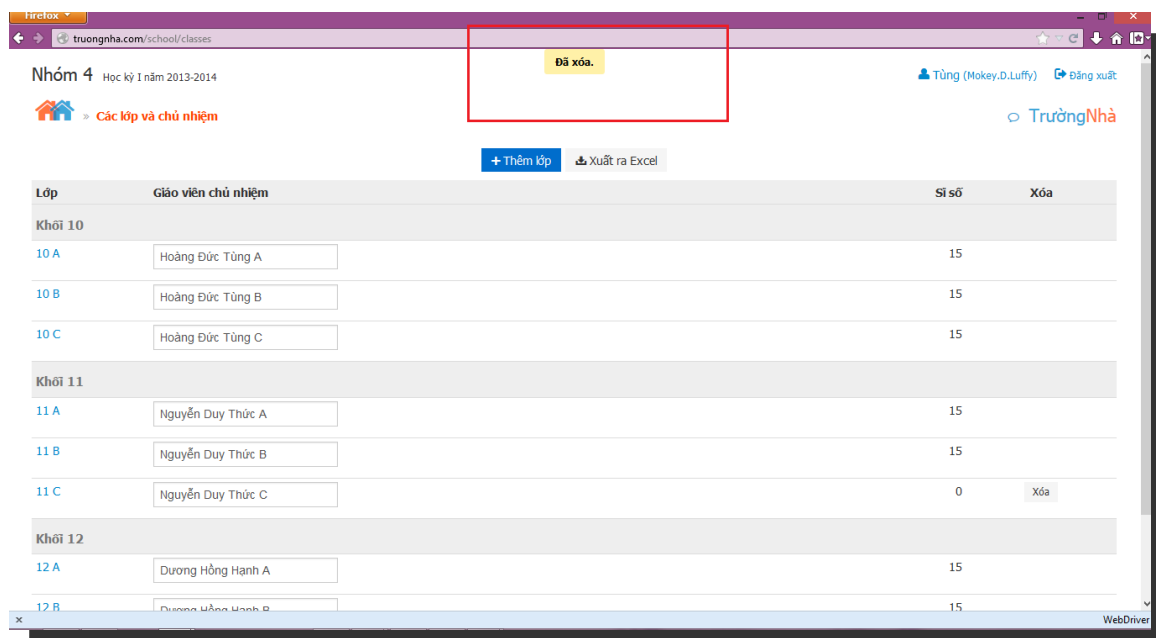 Firefox
truongnha.com/school/classes
Đã xóa.
Nhóm 4 Học kỳ I năm 2013-2014
Tùng (Mokey.D.Luffy) Đăng xuất
» Các lớp và chủ nhiệm
TrườngNhà
+ Thêm lớp Xuất ra Excel
Lớp Giáo viên chủ nhiệm Sĩ số Xóa
Khối 10
10 A Hoàng Đức Tùng A 15
10 B Hoàng Đức Tùng B 15
10 C Hoàng Đức Tùng C 15
Khối 11
11 A Nguyễn Duy Thức A 15
11 B Nguyễn Duy Thức B 15
11 C Nguyễn Duy Thức C 0 Xóa
Khối 12
12 A Dương Hồng Hạnh A 15
12 B Dương Hồng Hạnh B 15
× WebDriver